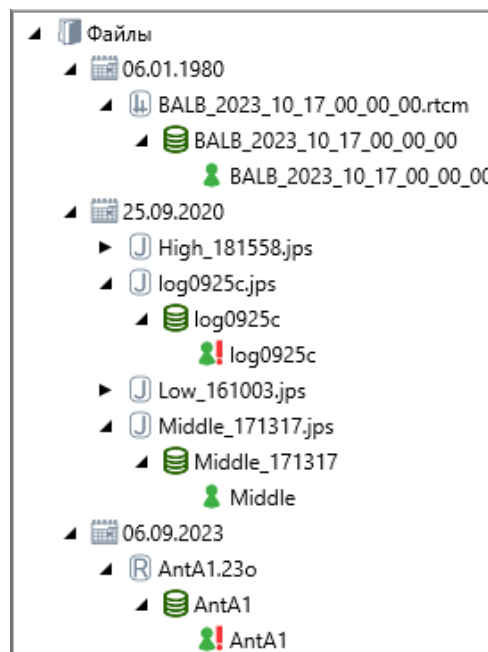 Файлы
06.01.1980
BALB_2023_10_17_00_00_00.rtcm
BALB_2023_10_17_00_00_00
BALB_2023_10_17_00_00_00
25.09.2020
High_181558.jps
log0925c.jps
log0925c
log0925c
Low_161003.jps
Middle_171317.jps
Middle_171317
Middle
06.09.2023
AntA1.23o
AntA1
AntA1